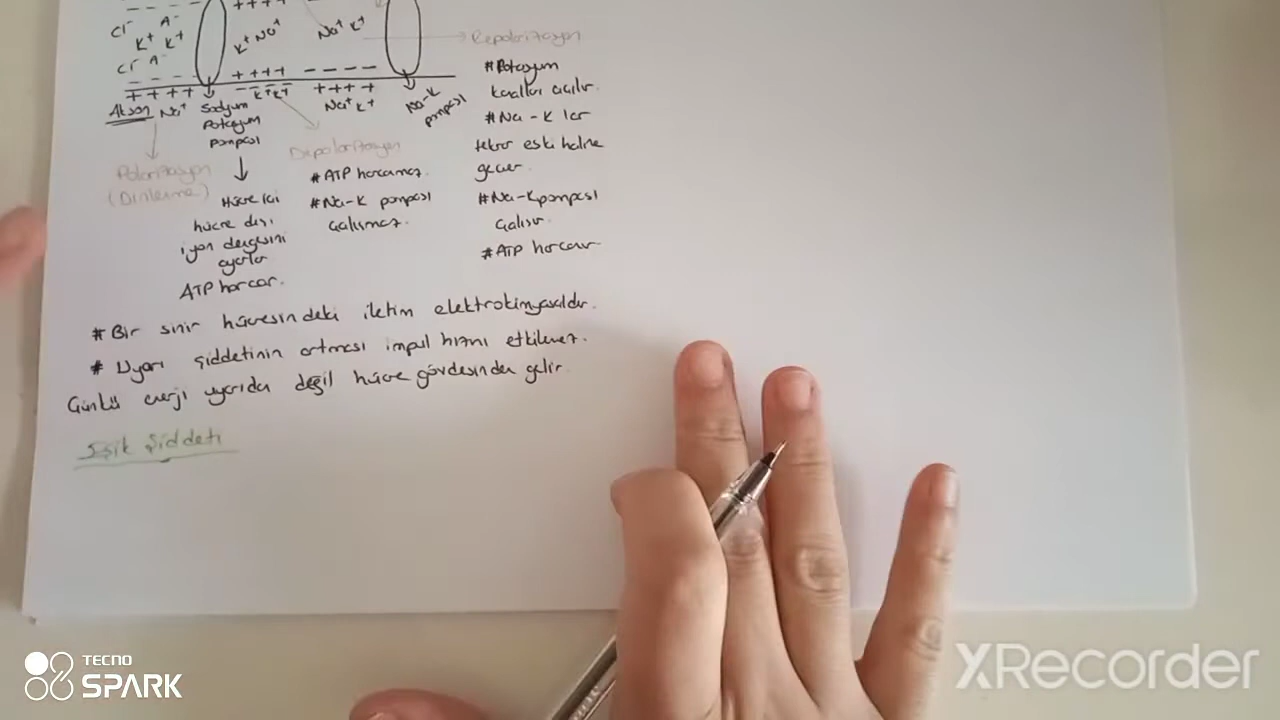 - - - - + + + +
Cl⁻ A⁻ K⁺ Na⁺ Na⁺ K⁺
K⁺ K⁺
Cl⁻ A⁻
- - - - + + + + - - - - -
+ + + + - - - - + + + +
Akson Na⁺ K⁺ K⁺ Na⁺ K⁺
Sodyum
Potasyum
pompası
Na-K
pompası
Polarizasyon
(Dinlenme)
Hücre içi
hücre dışı
iyon dengesini
ayarlar
ATP harcar.
Depolarizasyon
# ATP harcamaz.
# Na-K pompası
çalışmaz.
Repolarizasyon
# Potasyum
kanalları açılır.
# Na-K lar
tekrar eski haline
geçer.
# Na-K pompası
çalışır.
# ATP harcanır
# Bir sinir hücresindeki iletim elektrokimyasaldır.
# Uyarı şiddetinin artması impuls hızını etkilemez.
Çünkü enerji uyarıdan değil hücre gövdesinden gelir.
Eşik Şiddeti
TECNO
SPARK
XRecorder